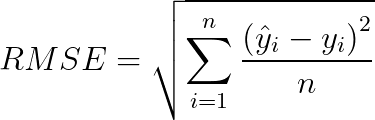 RMSE = \sqrt{\sum_{i=1}^{n} \frac{(\hat{y}_i - y_i)^2}{n}}